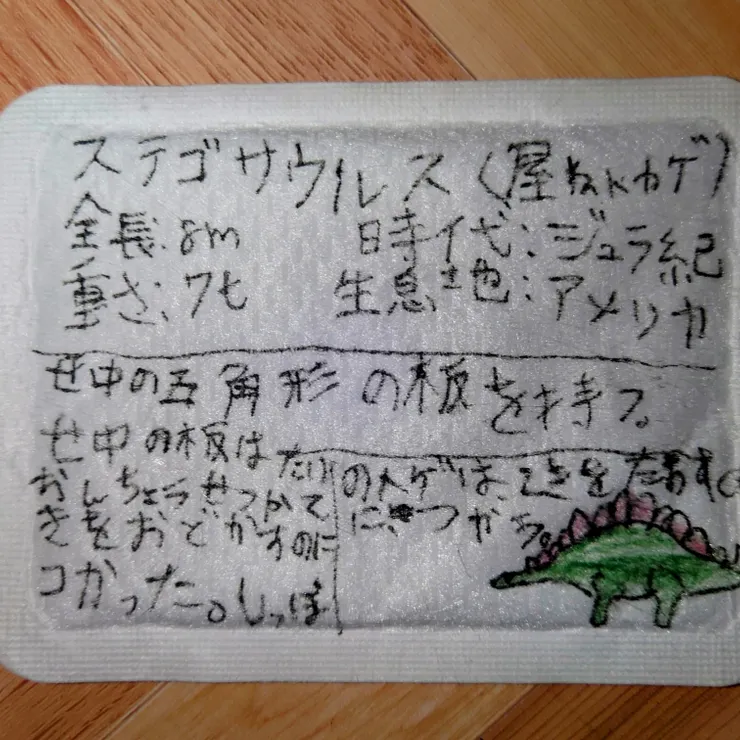 ステゴサウルス(屋ねトカゲ)
全長:8m 時代:ジュラ紀
重さ:7t 生息地:アメリカ
せ中の五角形の板を持つ。
せ中の板はたい
おんちょうせつかて
きをおどかすのに
つかった。しっぽ
のトゲは、てきをたおすの
に、つかう。